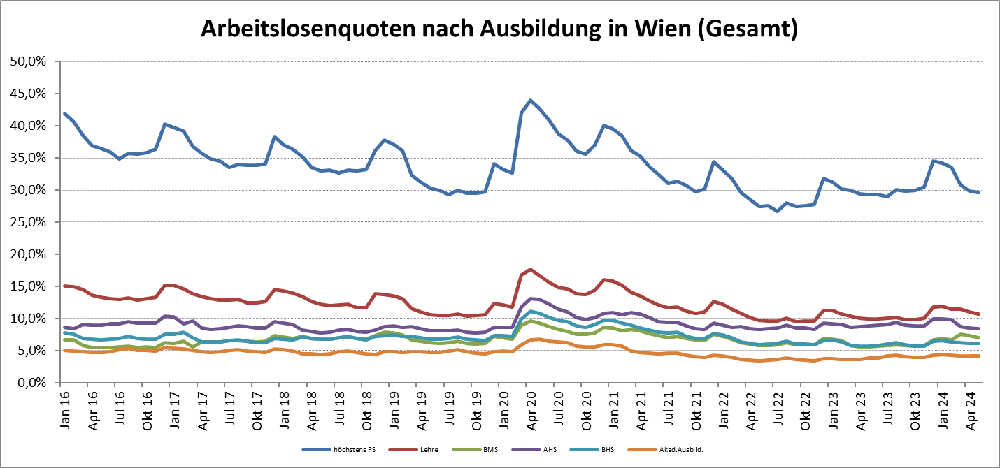 Arbeitslosenquoten nach Ausbildung in Wien (Gesamt)
50,0%
45,0%
40,0%
35,0%
30,0%
25,0%
20,0%
15,0%
10,0%
5,0%
0,0%
Jan 16
Apr 16
Jul 16
Okt 16
Jan 17
Apr 17
Jul 17
Okt 17
Jan 18
Apr 18
Jul 18
Okt 18
Jan 19
Apr 19
Jul 19
Okt 19
Jan 20
Apr 20
Jul 20
Okt 20
Jan 21
Apr 21
Jul 21
Okt 21
Jan 22
Apr 22
Jul 22
Okt 22
Jan 23
Apr 23
Jul 23
Okt 23
Jan 24
Apr 24
höchstens PS
Lehre
BMS
AHS
BHS
Akad.Ausbild.